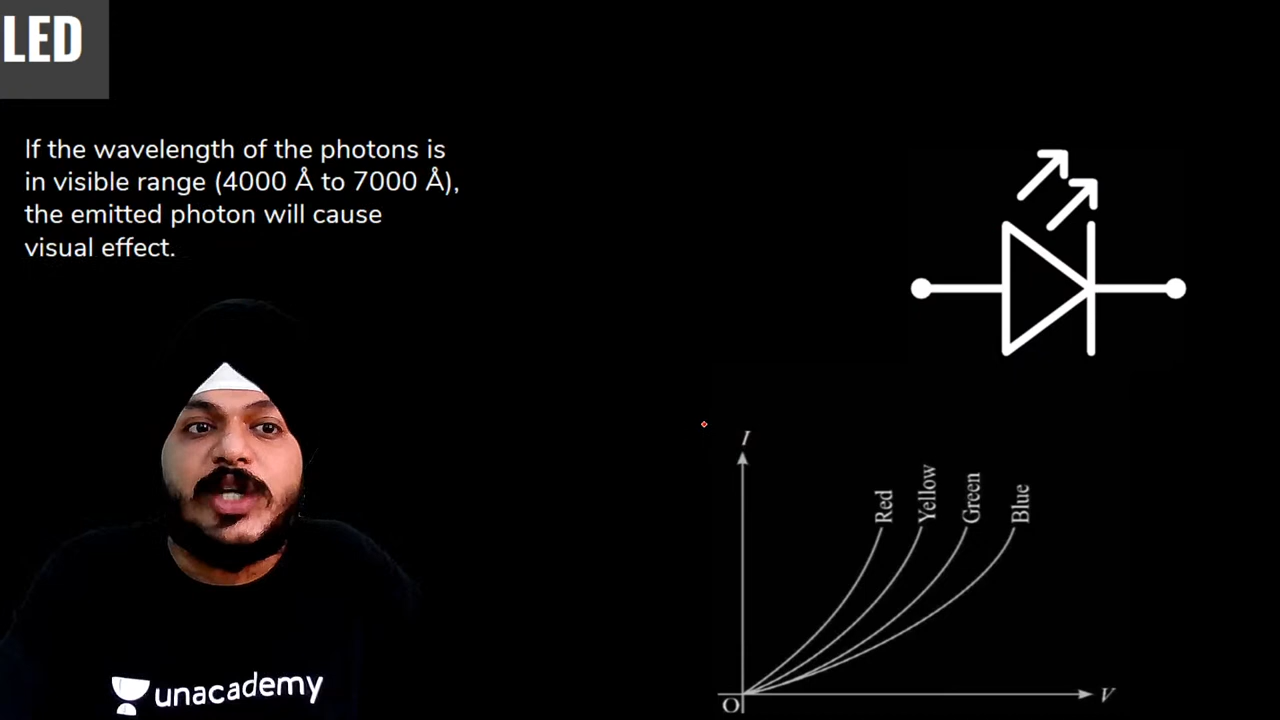 LED
If the wavelength of the photons is
in visible range (4000 Å to 7000 Å),
the emitted photon will cause
visual effect.
I
Red
Yellow
Green
Blue
O
V
unacademy